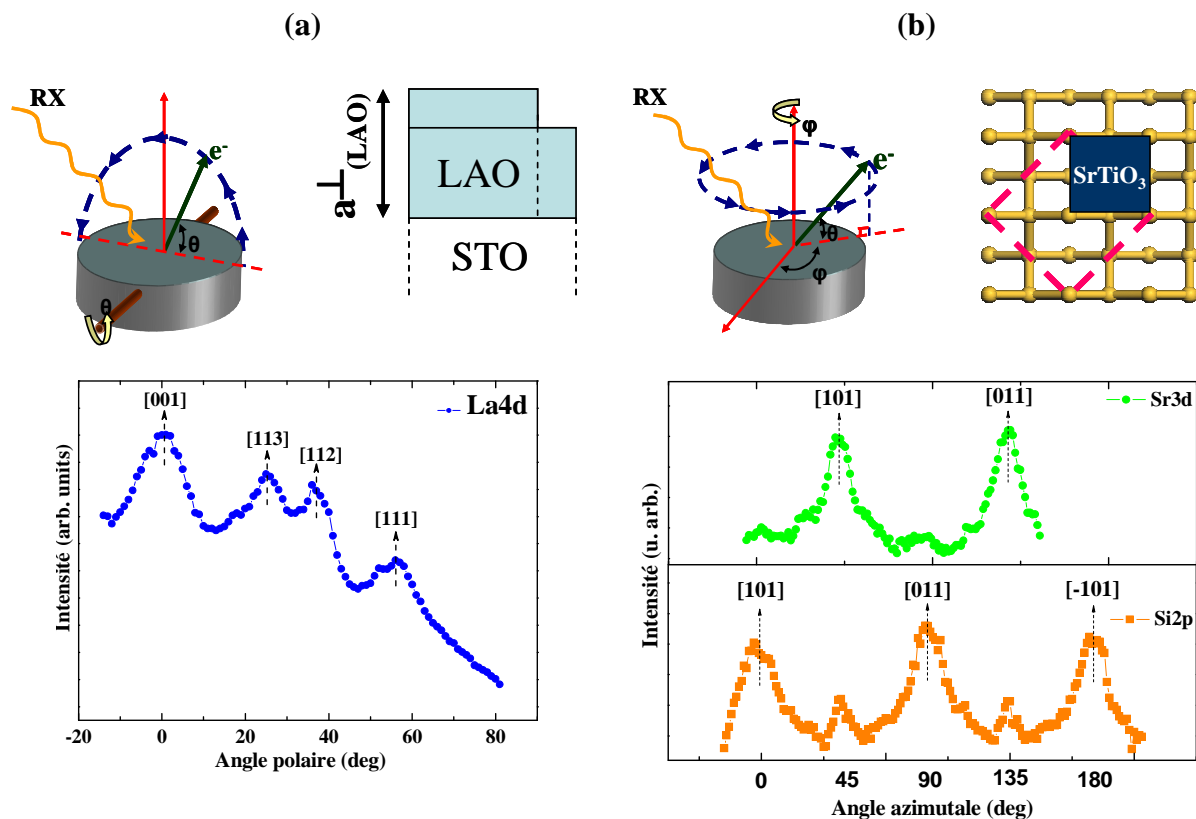 (a)
(b)
RX
e-
θ
θ
a⊥(LAO)
LAO
STO
RX
φ
e-
θ
φ
SrTiO3
[001]
[113]
[112]
[111]
La4d
Intensité (arb. units)
-20 0 20 40 60 80
Angle polaire (deg)
[101]
[011]
Sr3d
[101]
[011]
[-101]
Si2p
Intensité (u. arb.)
0 45 90 135 180
Angle azimutale (deg)